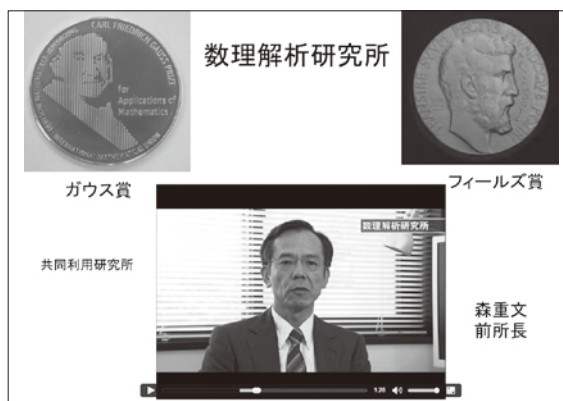 数理解析研究所
CARL FRIEDRICH GAUSS PRIZE
for
Applications of
Mathematics
ガウス賞
フィールズ賞
共同利用研究所
数理解析研究所
森重文
前所長